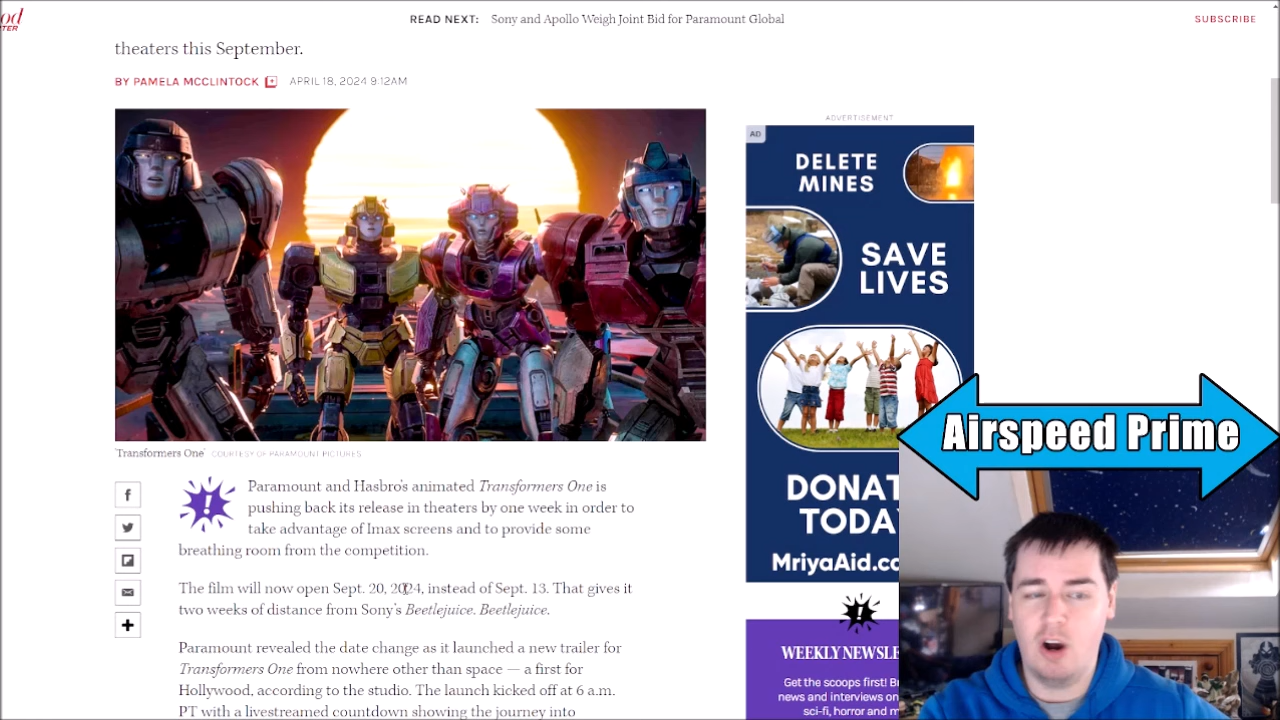 od
TER
READ NEXT: Sony and Apollo Weigh Joint Bid for Paramount Global
SUBSCRIBE
theaters this September.
BY PAMELA MCCLINTOCK APRIL 18, 2024 9:12AM
ADVERTISEMENT
AD
DELETE
MINES
SAVE
LIVES
DONAT
TODAY
MriyaAid.co
'Transformers One' COURTESY OF PARAMOUNT PICTURES
Paramount and Hasbro's animated Transformers One is
pushing back its release in theaters by one week in order to
take advantage of Imax screens and to provide some
breathing room from the competition.
The film will now open Sept. 20, 2024, instead of Sept. 13. That gives it
two weeks of distance from Sony's Beetlejuice. Beetlejuice.
Paramount revealed the date change as it launched a new trailer for
Transformers One from nowhere other than space — a first for
Hollywood, according to the studio. The launch kicked off at 6 a.m.
PT with a livestreamed countdown showing the journey into
WEEKLY NEWSLE
Get the scoops first! Br
news and interviews on
sci-fi, horror and m
Airspeed Prime